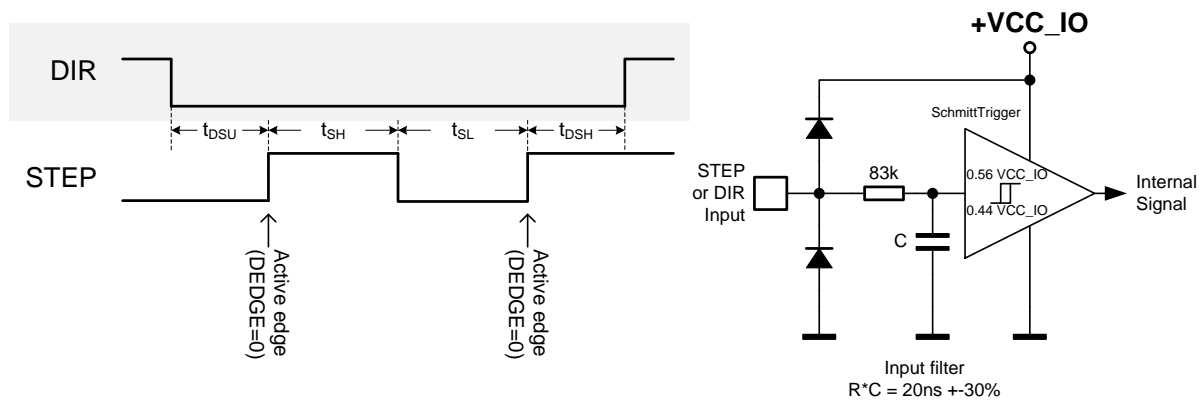 DIR
tDSU
tSH
tSL
tDSH
STEP
Active edge
(DEDGE=0)
Active edge
(DEDGE=0)
+VCC_IO
SchmittTrigger
83k
0.56 VCC_IO
0.44 VCC_IO
STEP
or DIR
Input
Internal
Signal
C
Input filter
R*C = 20ns +-30%